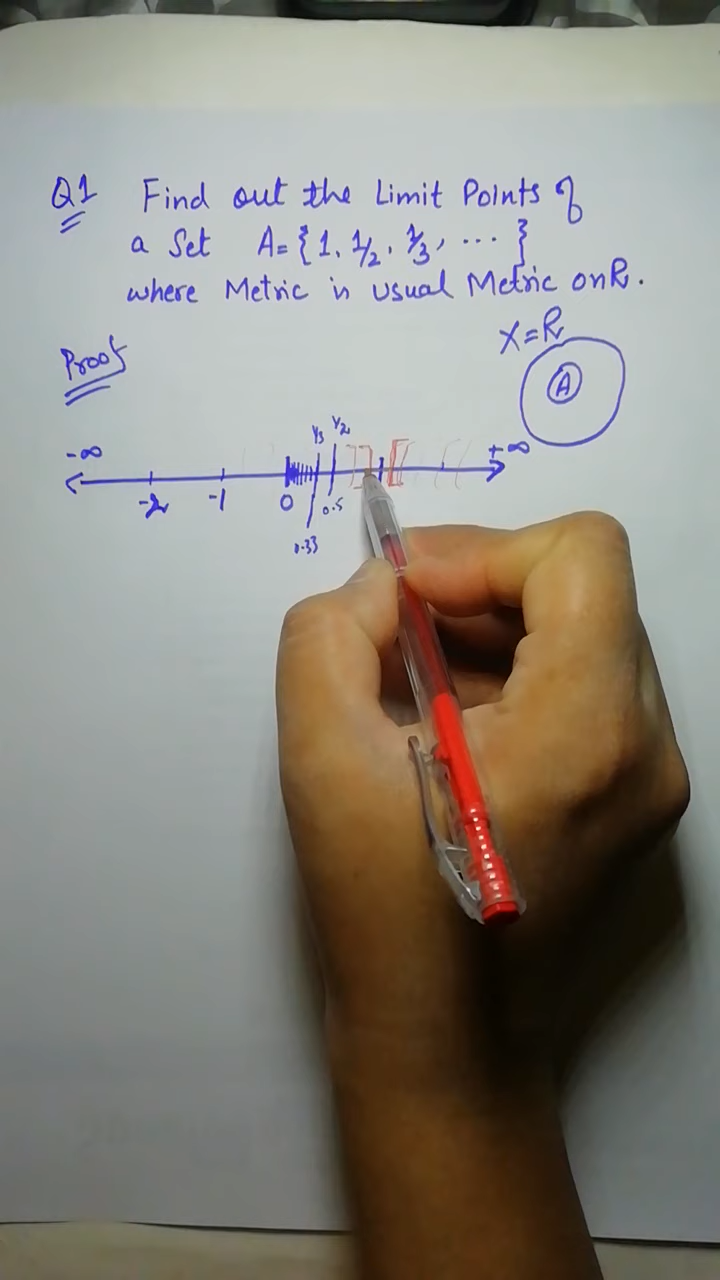 Q1 Find out the Limit Points of
a Set A= { 1, 1/2, 1/3, ... }
where Metric is usual Metric on R.
X=R
Proof
A
1/3 1/2
-∞ +∞
-2 -1 0 0.5
0.33